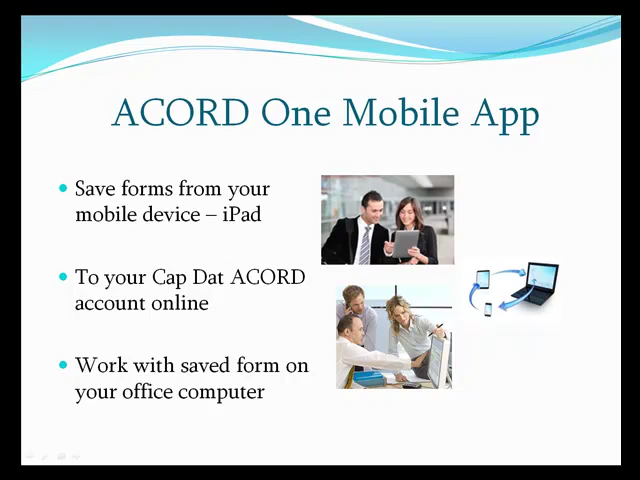 ACORD One Mobile App
Save forms from your
mobile device – iPad
To your Cap Dat ACORD
account online
Work with saved form on
your office computer